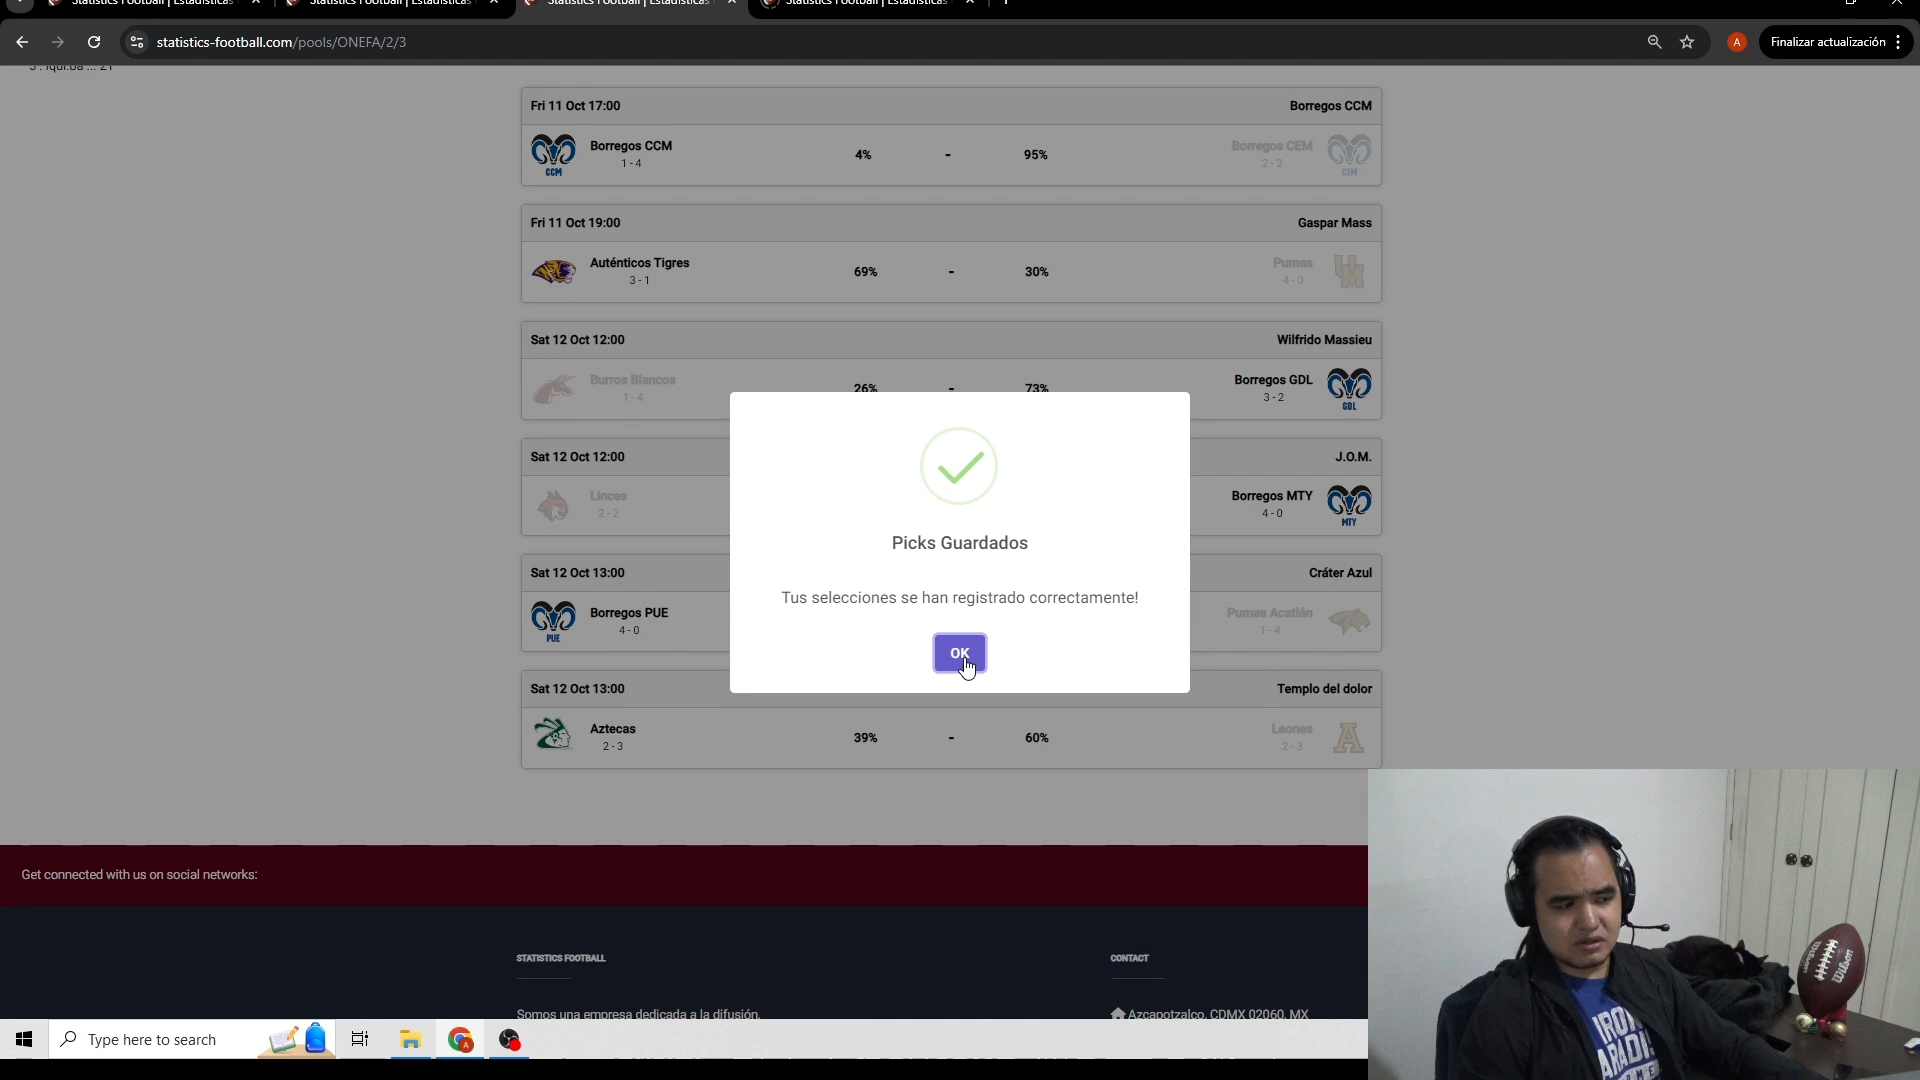 statistics-football.com/pools/ONEFA/2/3
A
Finalizar actualización
Fri 11 Oct 17:00
Borregos CCM
Borregos CCM
1 - 4
4%
-
95%
Borregos CEM
2 - 2
CCM
CEM
Fri 11 Oct 19:00
Gaspar Mass
Auténticos Tigres
3 - 1
69%
-
30%
Pumas
4 - 0
Sat 12 Oct 12:00
Wilfrido Massieu
Burros Blancos
1 - 4
26%
-
73%
Borregos GDL
3 - 2
GDL
Sat 12 Oct 12:00
J.O.M.
Linces
2 - 2
Borregos MTY
4 - 0
MTY
Sat 12 Oct 13:00
Cráter Azul
Borregos PUE
4 - 0
PUE
Pumas Acatlán
1 - 4
Sat 12 Oct 13:00
Templo del dolor
Aztecas
2 - 3
39%
-
60%
Leones
2 - 3
A
Picks Guardados
Tus selecciones se han registrado correctamente!
OK
Get connected with us on social networks:
STATISTICS FOOTBALL
CONTACT
Somos una empresa dedicada a la difusión,
Azcapotzalco, CDMX 02060, MX
Type here to search
Wilson
IRON